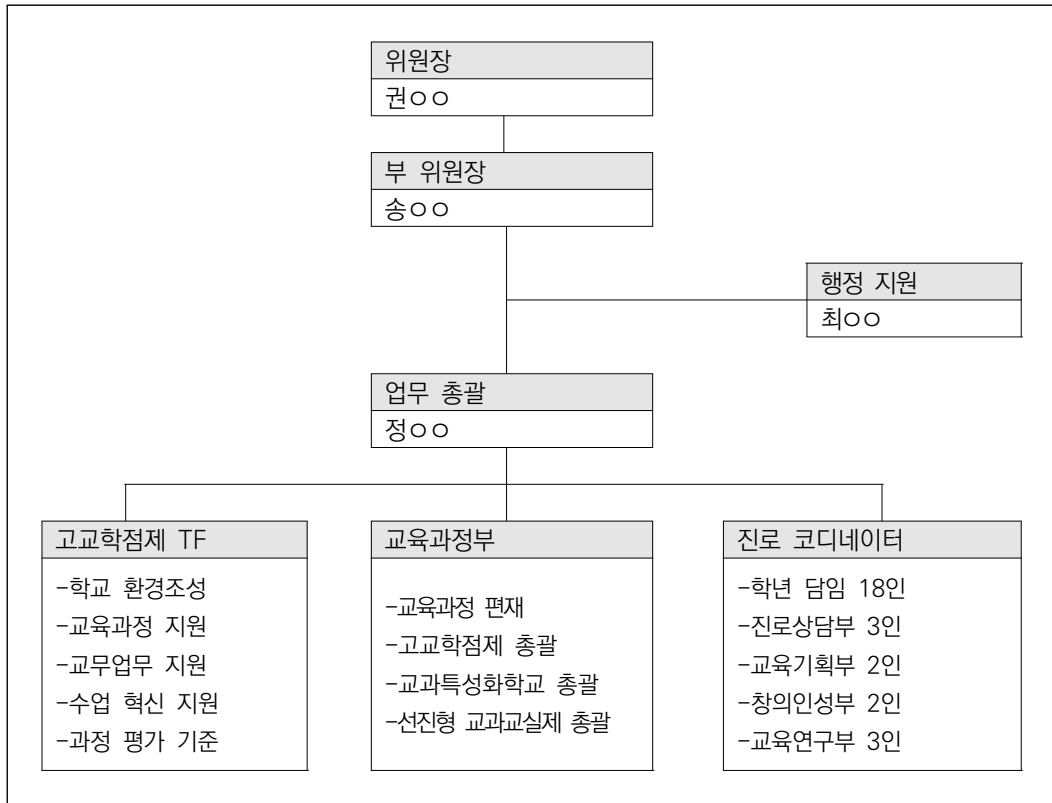 위원장
권ㅇㅇ
부 위원장
송ㅇㅇ
행정 지원
최ㅇㅇ
업무 총괄
정ㅇㅇ
고교학점제 TF
-학교 환경조성
-교육과정 지원
-교무업무 지원
-수업 혁신 지원
-과정 평가 기준
교육과정부
-교육과정 편재
-고교학점제 총괄
-교과특성화학교 총괄
-선진형 교과교실제 총괄
진로 코디네이터
-학년 담임 18인
-진로상담부 3인
-교육기획부 2인
-창의인성부 2인
-교육연구부 3인